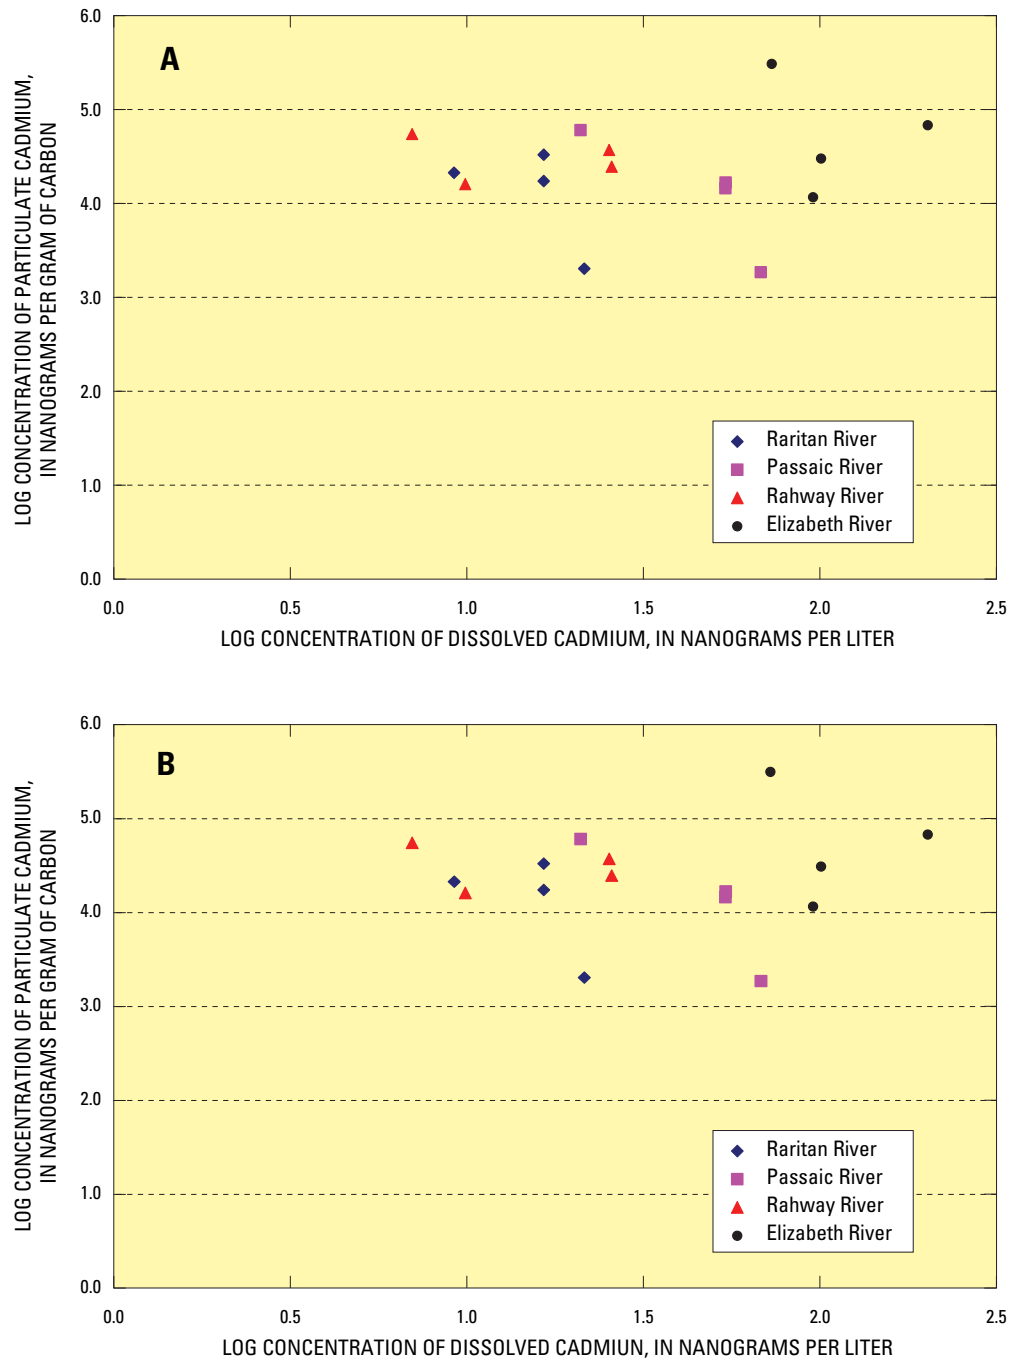 A
LOG CONCENTRATION OF PARTICULATE CADMIUM,
IN NANOGRAMS PER GRAM OF CARBON
6.0
5.0
4.0
3.0
2.0
1.0
0.0
Raritan River
Passaic River
Rahway River
Elizabeth River
0.0 0.5 1.0 1.5 2.0 2.5
LOG CONCENTRATION OF DISSOLVED CADMIUM, IN NANOGRAMS PER LITER
B
LOG CONCENTRATION OF PARTICULATE CADMIUM,
IN NANOGRAMS PER GRAM OF CARBON
6.0
5.0
4.0
3.0
2.0
1.0
0.0
Raritan River
Passaic River
Rahway River
Elizabeth River
0.0 0.5 1.0 1.5 2.0 2.5
LOG CONCENTRATION OF DISSOLVED CADMIUN, IN NANOGRAMS PER LITER